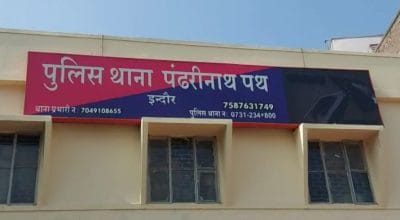 पुलिस थाना पंढरीनाथ पथ
इन्दौर
7587631749
थाना प्रभारी नं: 7049108655
पुलिस थाना नं: 0731-234*800